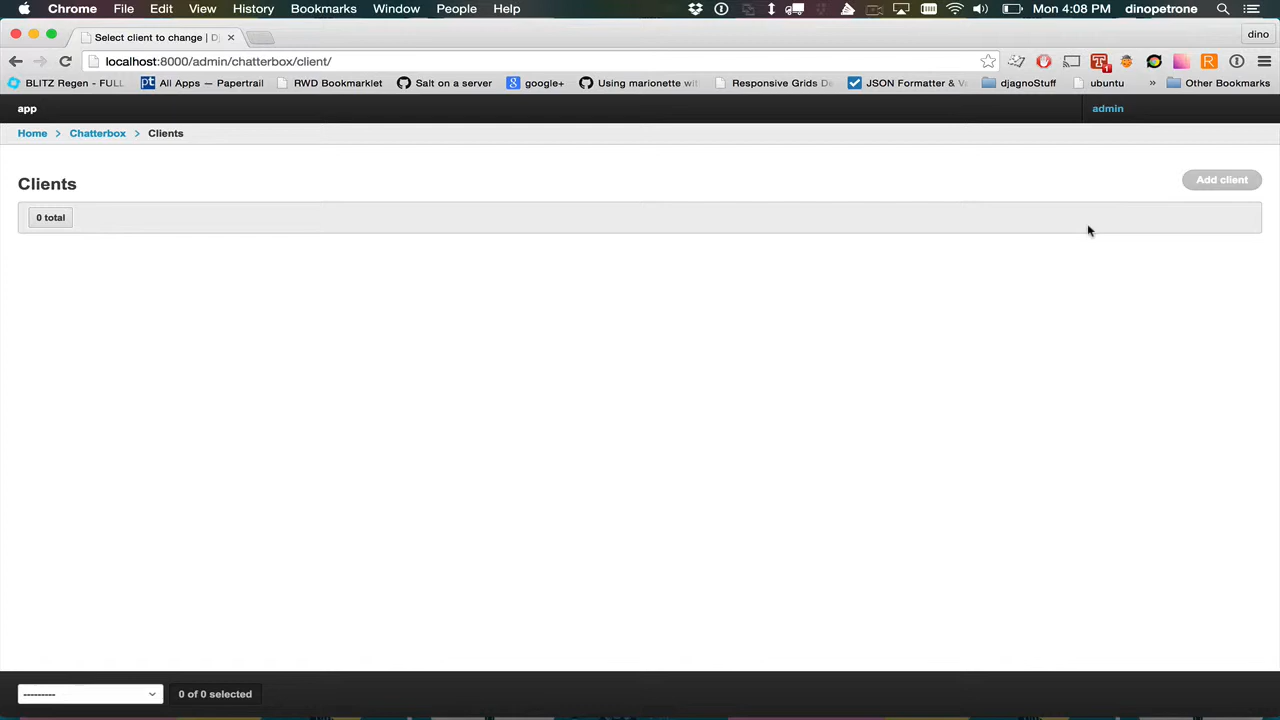 Chrome File Edit View History Bookmarks Window People Help Mon 4:08 PM dinopetrone
Select client to change | D dino
localhost:8000/admin/chatterbox/client/
BLITZ Regen - FULL pt All Apps — Papertrail RWD Bookmarklet Salt on a server google+ Using marionette wit Responsive Grids De JSON Formatter & V djagnoStuff ubuntu » Other Bookmarks
app admin
Home > Chatterbox > Clients
Clients Add client
0 total
--------- 0 of 0 selected